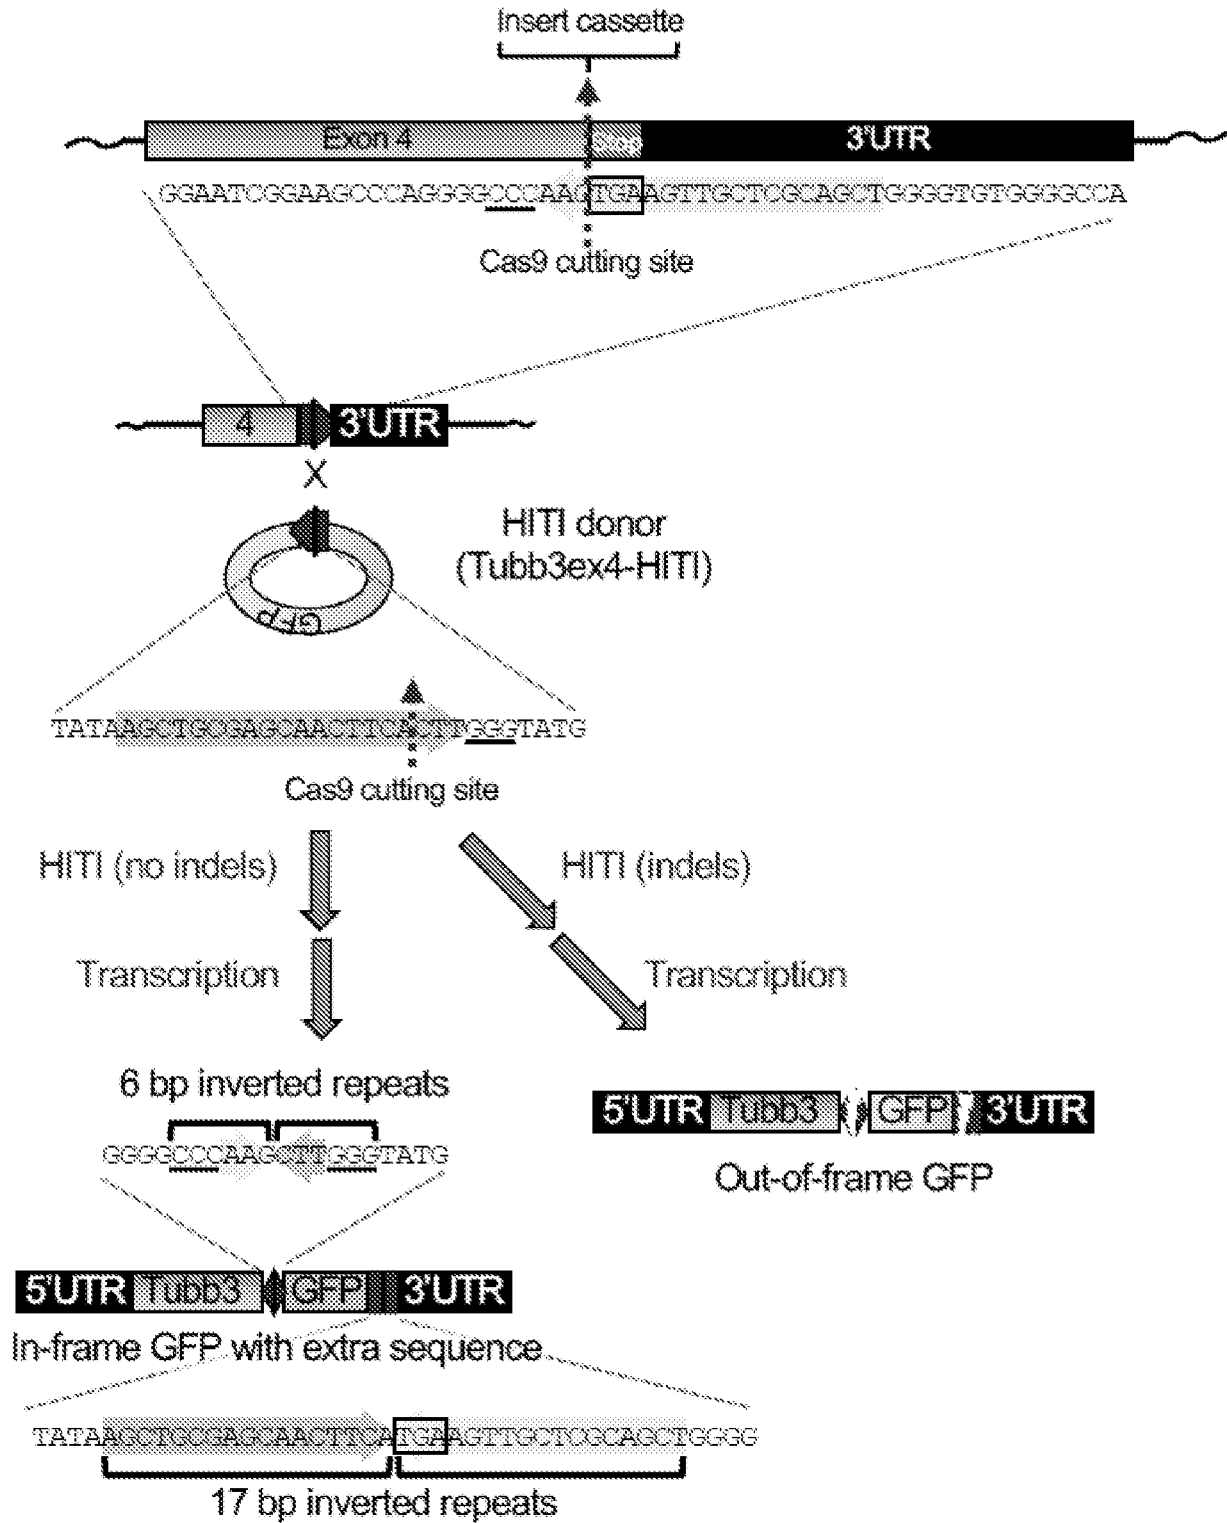 Insert cassette
Exon 4 Stop 3'UTR
GGAATCGGAAGCCCAGGGGCCCAAGTGAAGTTGCTCGCAGCTGGGGTGTGGGGCCA
Cas9 cutting site
4 3'UTR
X
HITI donor
(Tubb3ex4-HITI)
GFP
TATAAGCTGCGAGCAACTTCACTTGGGTATG
Cas9 cutting site
HITI (no indels) HITI (indels)
Transcription Transcription
6 bp inverted repeats
5'UTR Tubb3 GFP 3'UTR
GGGGCCCAAGCTTGGGTATG
Out-of-frame GFP
5'UTR Tubb3 GFP 3'UTR
In-frame GFP with extra sequence
TATAAGCTGCGAGCAACTTCATGAAGTTGCTCGCAGCTGGGG
17 bp inverted repeats